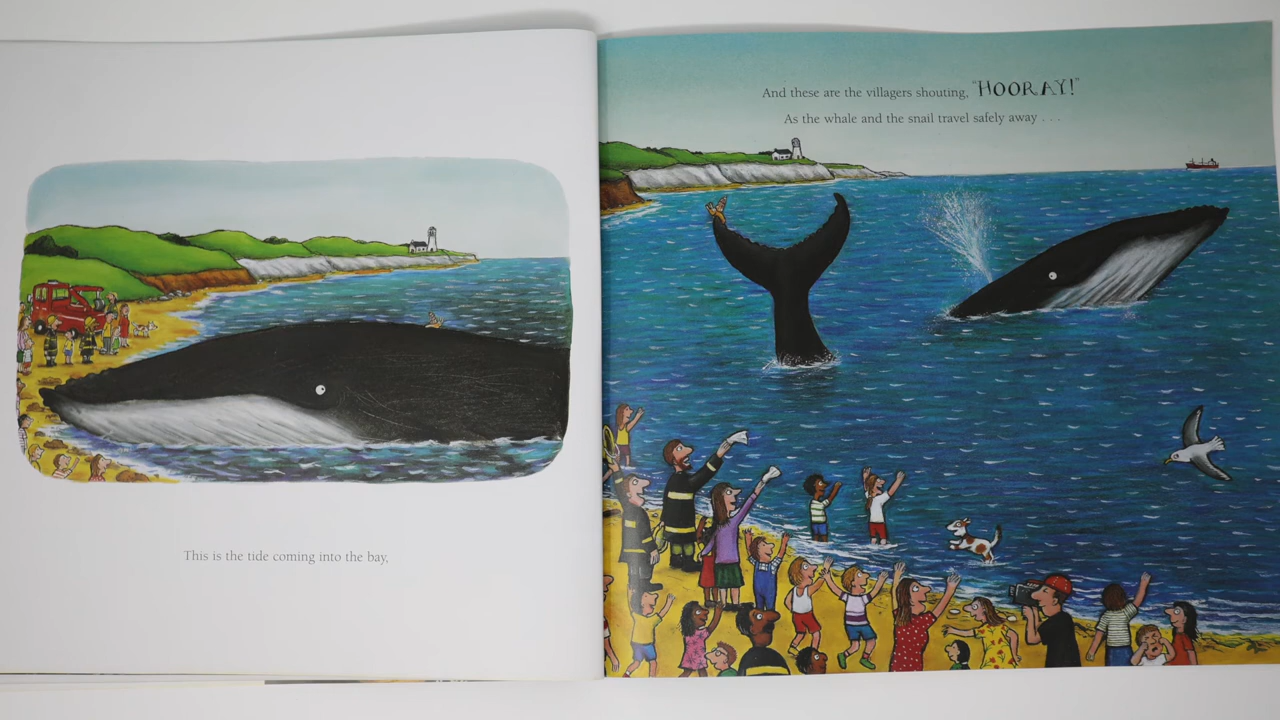 This is the tide coming into the bay,
And these are the villagers shouting, "HOORAY!"
As the whale and the snail travel safely away . . .